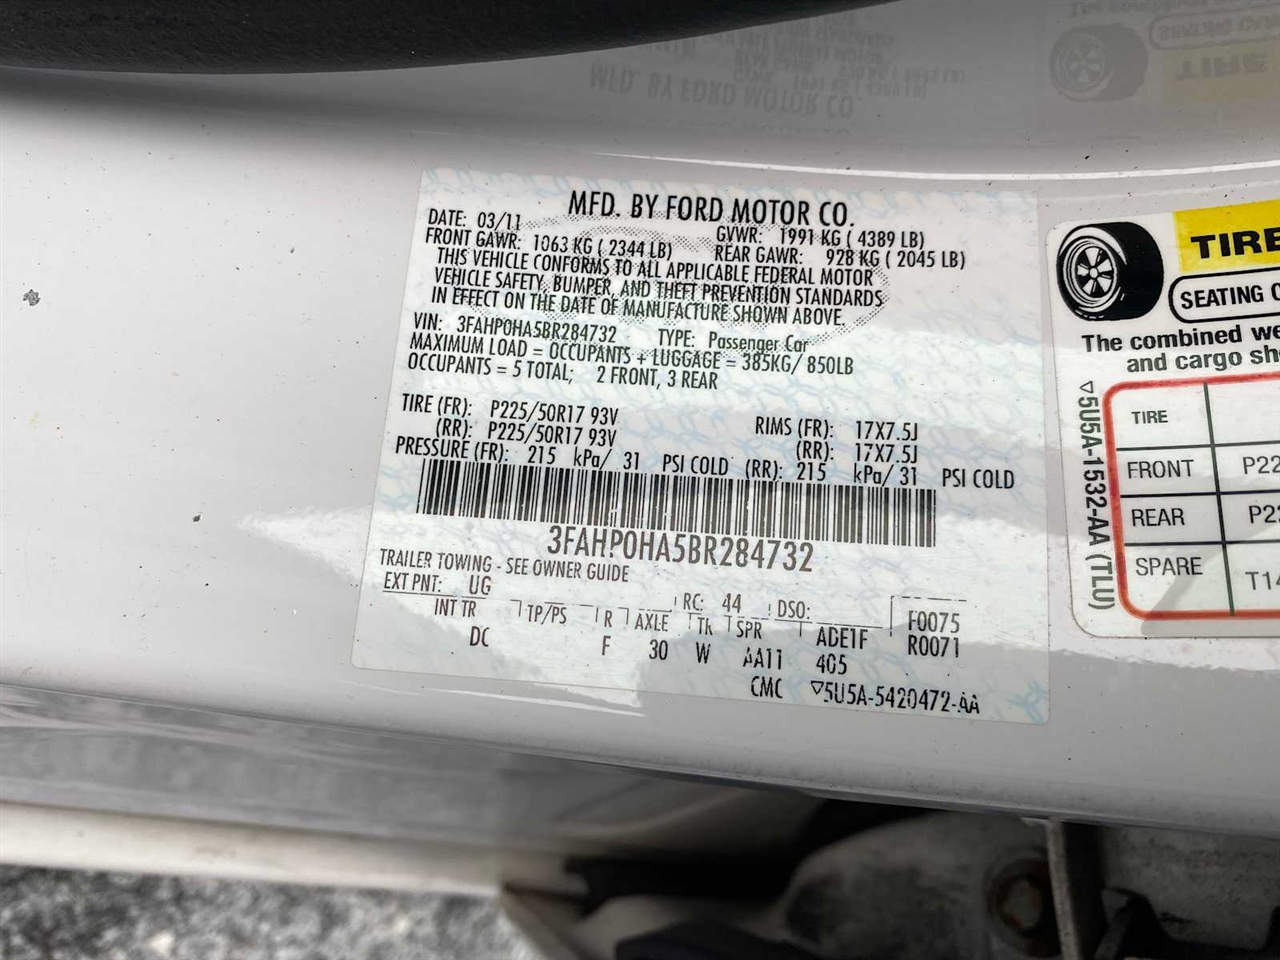 MFD. BY FORD MOTOR CO.
DATE: 03/11 GVWR: 1991 KG ( 4389 LB)
FRONT GAWR: 1063 KG ( 2344 LB) REAR GAWR: 928 KG ( 2045 LB)
THIS VEHICLE CONFORMS TO ALL APPLICABLE FEDERAL MOTOR
VEHICLE SAFETY, BUMPER, AND THEFT PREVENTION STANDARDS
IN EFFECT ON THE DATE OF MANUFACTURE SHOWN ABOVE.
VIN: 3FAHP0HA5BR284732 TYPE: Passenger Car
MAXIMUM LOAD = OCCUPANTS + LUGGAGE = 385KG/ 850LB
OCCUPANTS = 5 TOTAL; 2 FRONT, 3 REAR
TIRE (FR): P225/50R17 93V RIMS (FR): 17X7.5J
(RR): P225/50R17 93V (RR): 17X7.5J
PRESSURE (FR): 215 kPa/ 31 PSI COLD (RR): 215 kPa/ 31 PSI COLD
3FAHP0HA5BR284732
TRAILER TOWING - SEE OWNER GUIDE
EXT PNT: UG RC: 44 DSO: F0075
INT TR TP/PS R AXLE TR SPR ADE1F R0071
DC F 30 W AA11 405
CMC ▽5U5A-5420472-AA
TIRE
SEATING
The combined
and cargo
▽5U5A-1532-AA (TLU)
TIRE
FRONT
REAR
SPARE